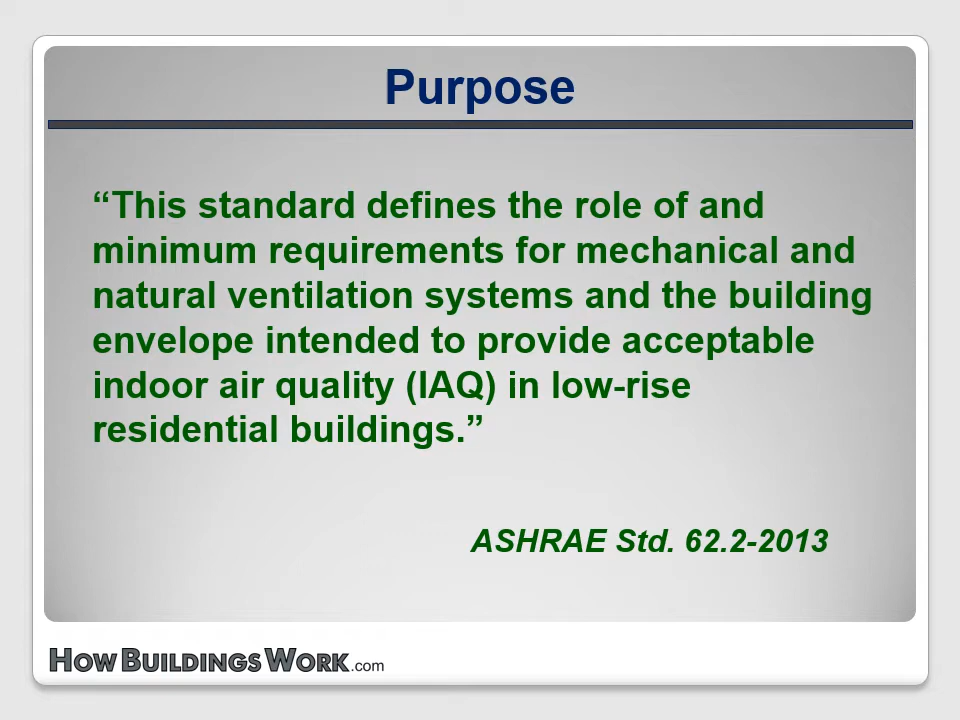 Purpose
“This standard defines the role of and
minimum requirements for mechanical and
natural ventilation systems and the building
envelope intended to provide acceptable
indoor air quality (IAQ) in low-rise
residential buildings.”
ASHRAE Std. 62.2-2013
HOWBUILDINGSWORK.com